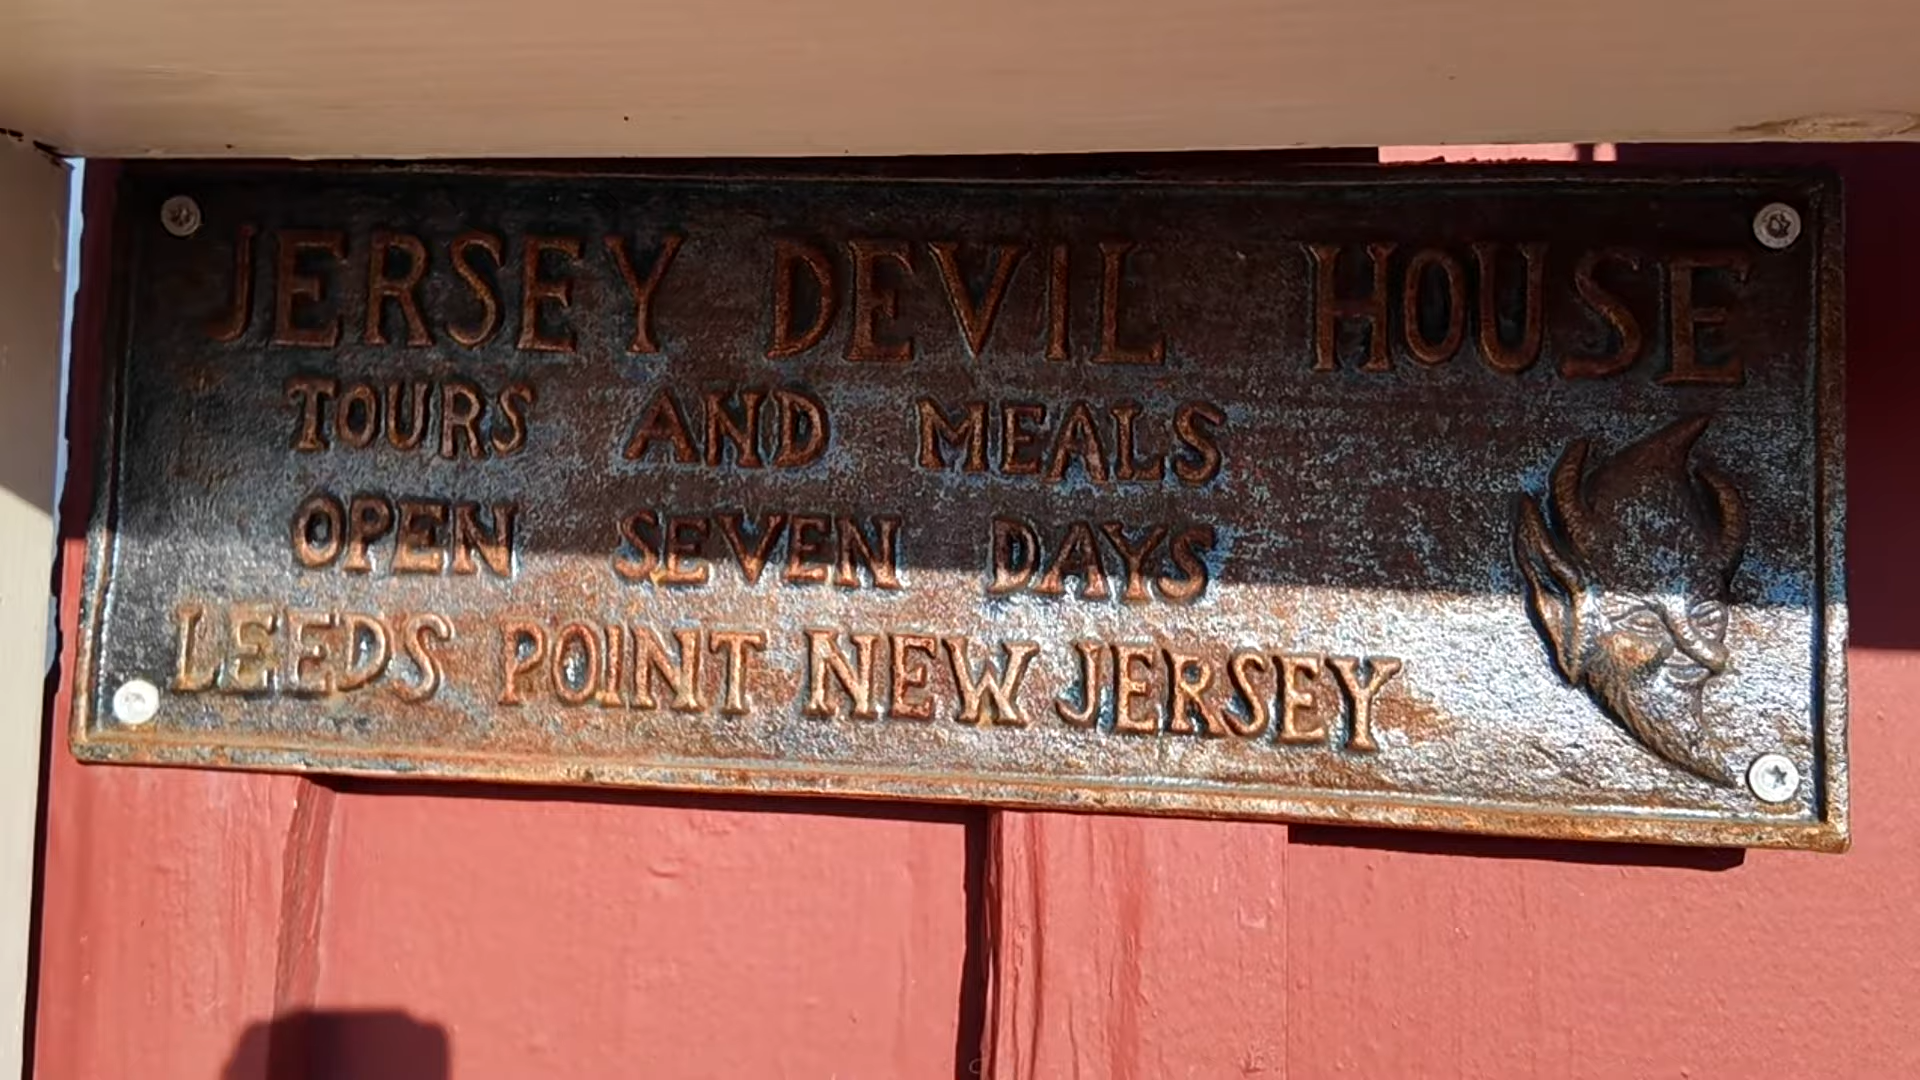 JERSEY DEVIL HOUSE
TOURS AND MEALS
OPEN SEVEN DAYS
LEEDS POINT NEW JERSEY